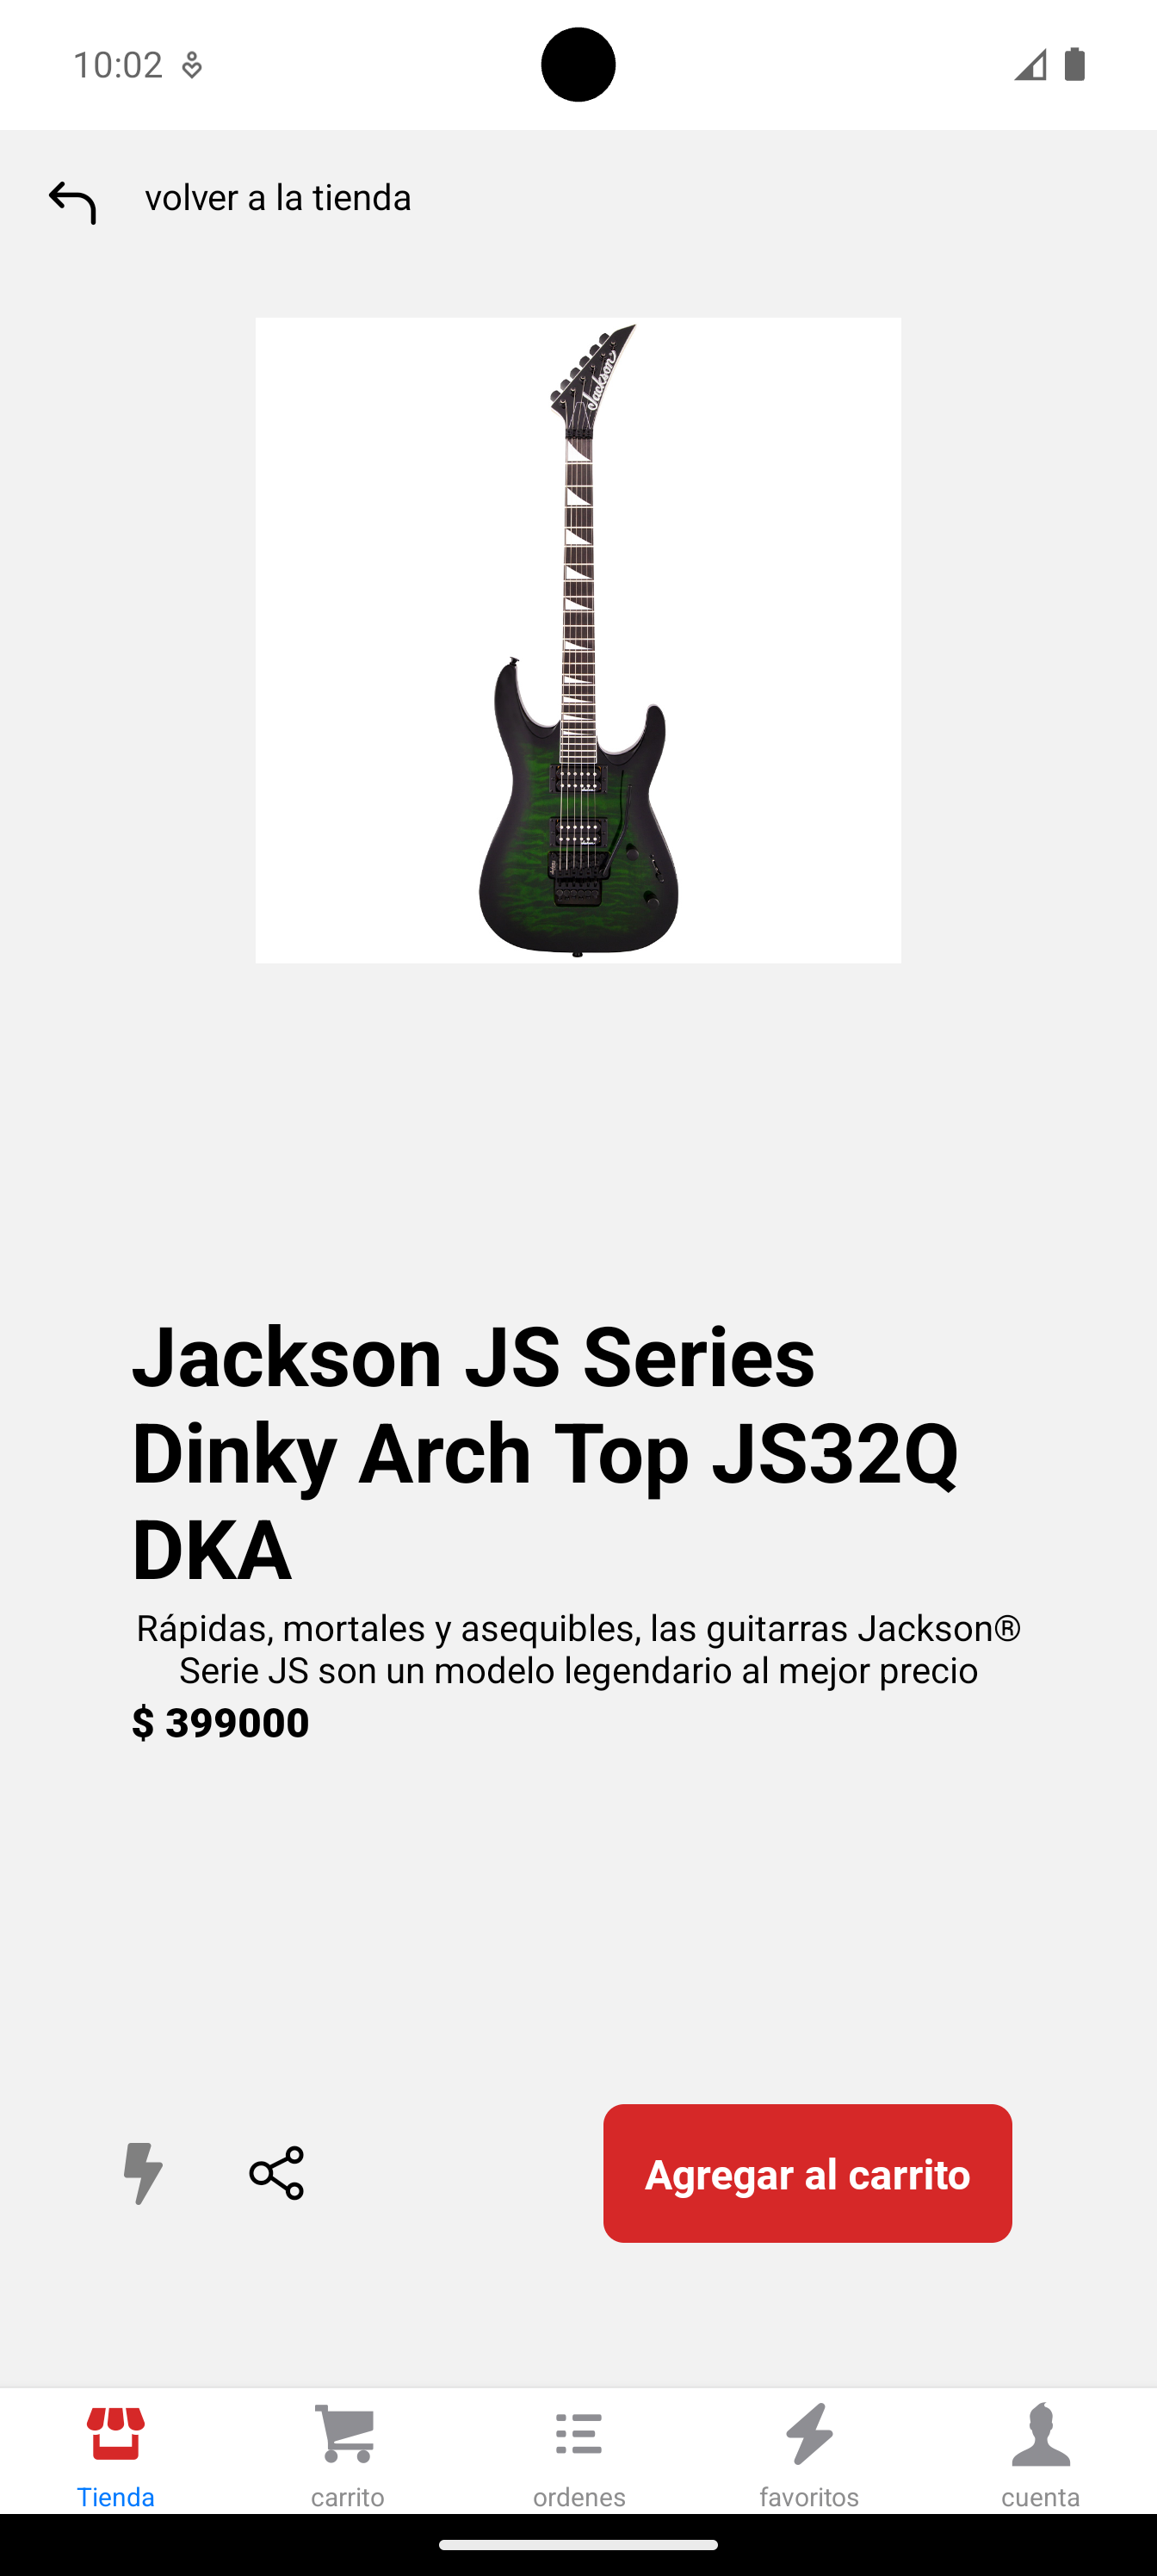 10:02
volver a la tienda
Jackson
Jackson JS Series
Dinky Arch Top JS32Q
DKA
Rápidas, mortales y asequibles, las guitarras Jackson®
Serie JS son un modelo legendario al mejor precio
$ 399000
Agregar al carrito
Tienda
carrito
ordenes
favoritos
cuenta